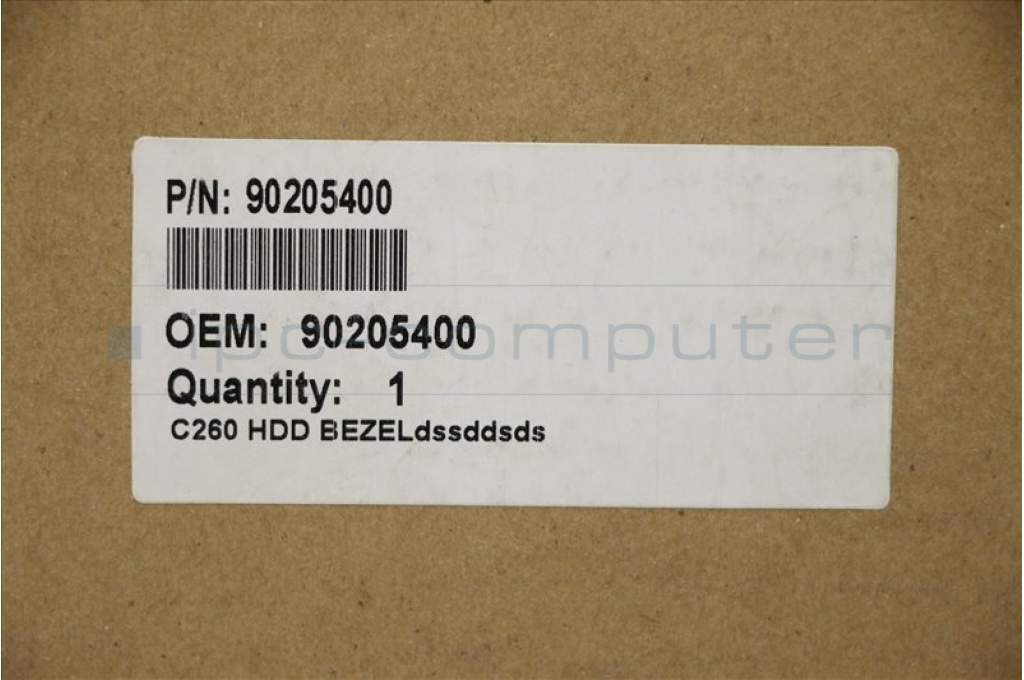 P/N: 90205400
OEM: 90205400
ipc-computer
Quantity: 1
C260 HDD BEZELdssddsds